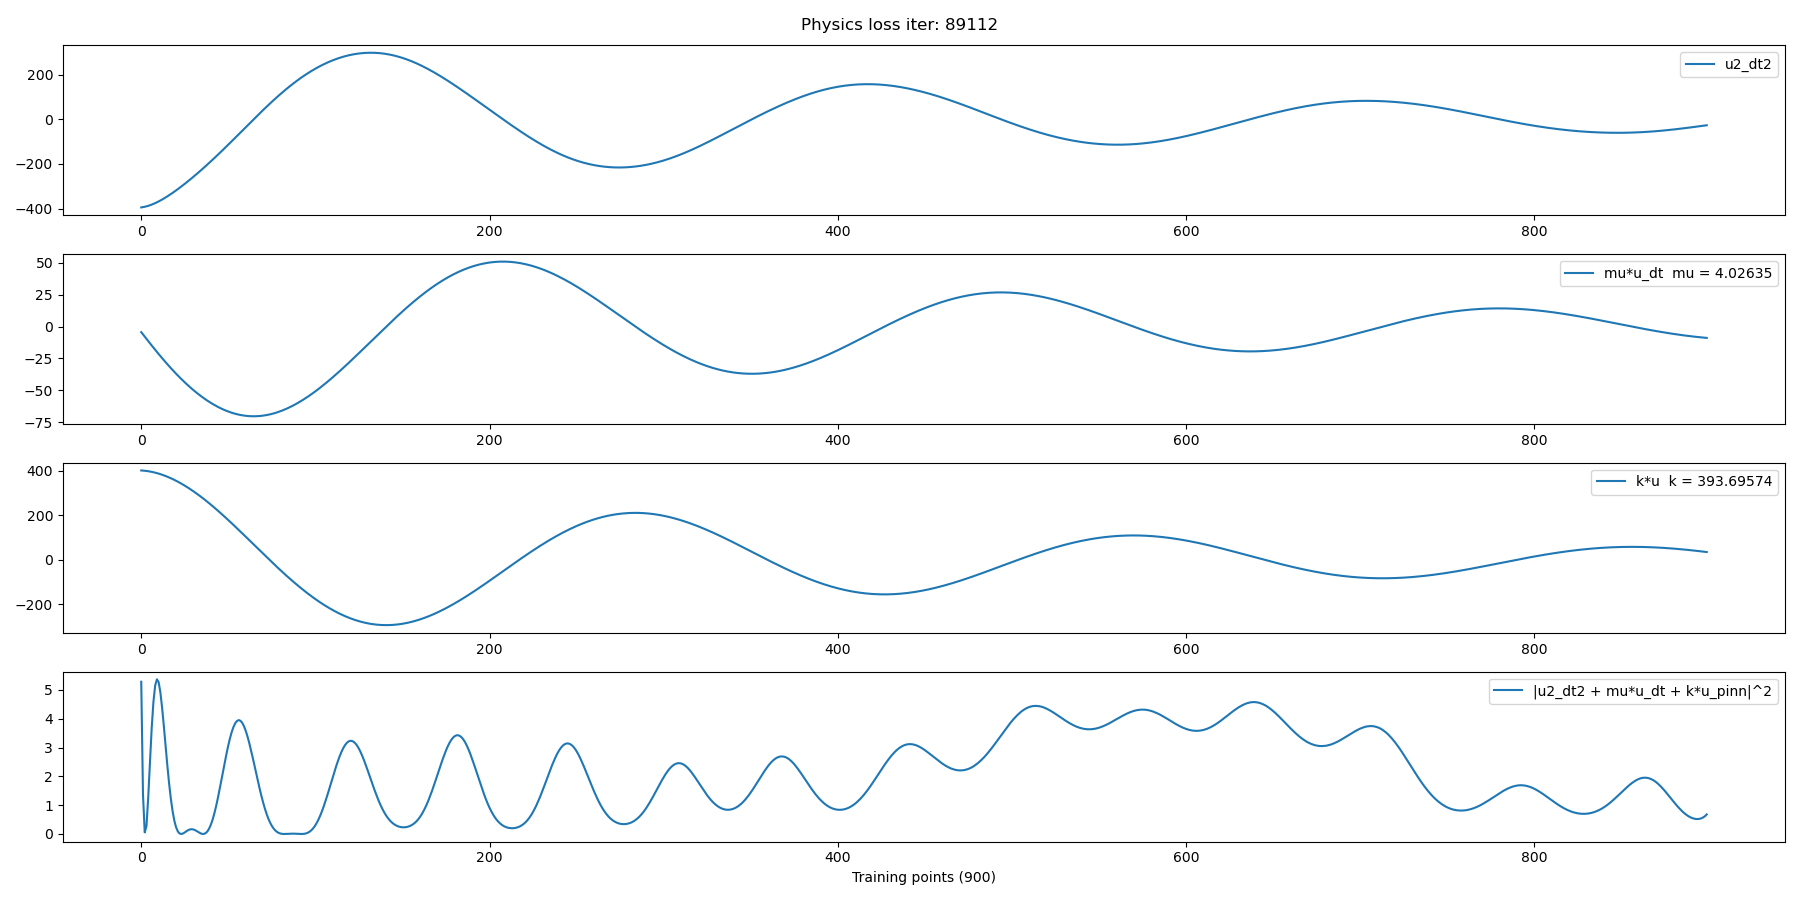 Physics loss iter: 89112
200
0
−200
−400
u2_dt2
0 200 400 600 800
50
25
0
−25
−50
−75
mu*u_dt mu = 4.02635
0 200 400 600 800
400
200
0
−200
k*u k = 393.69574
0 200 400 600 800
5
4
3
2
1
0
|u2_dt2 + mu*u_dt + k*u_pinn|^2
0 200 400 600 800
Training points (900)